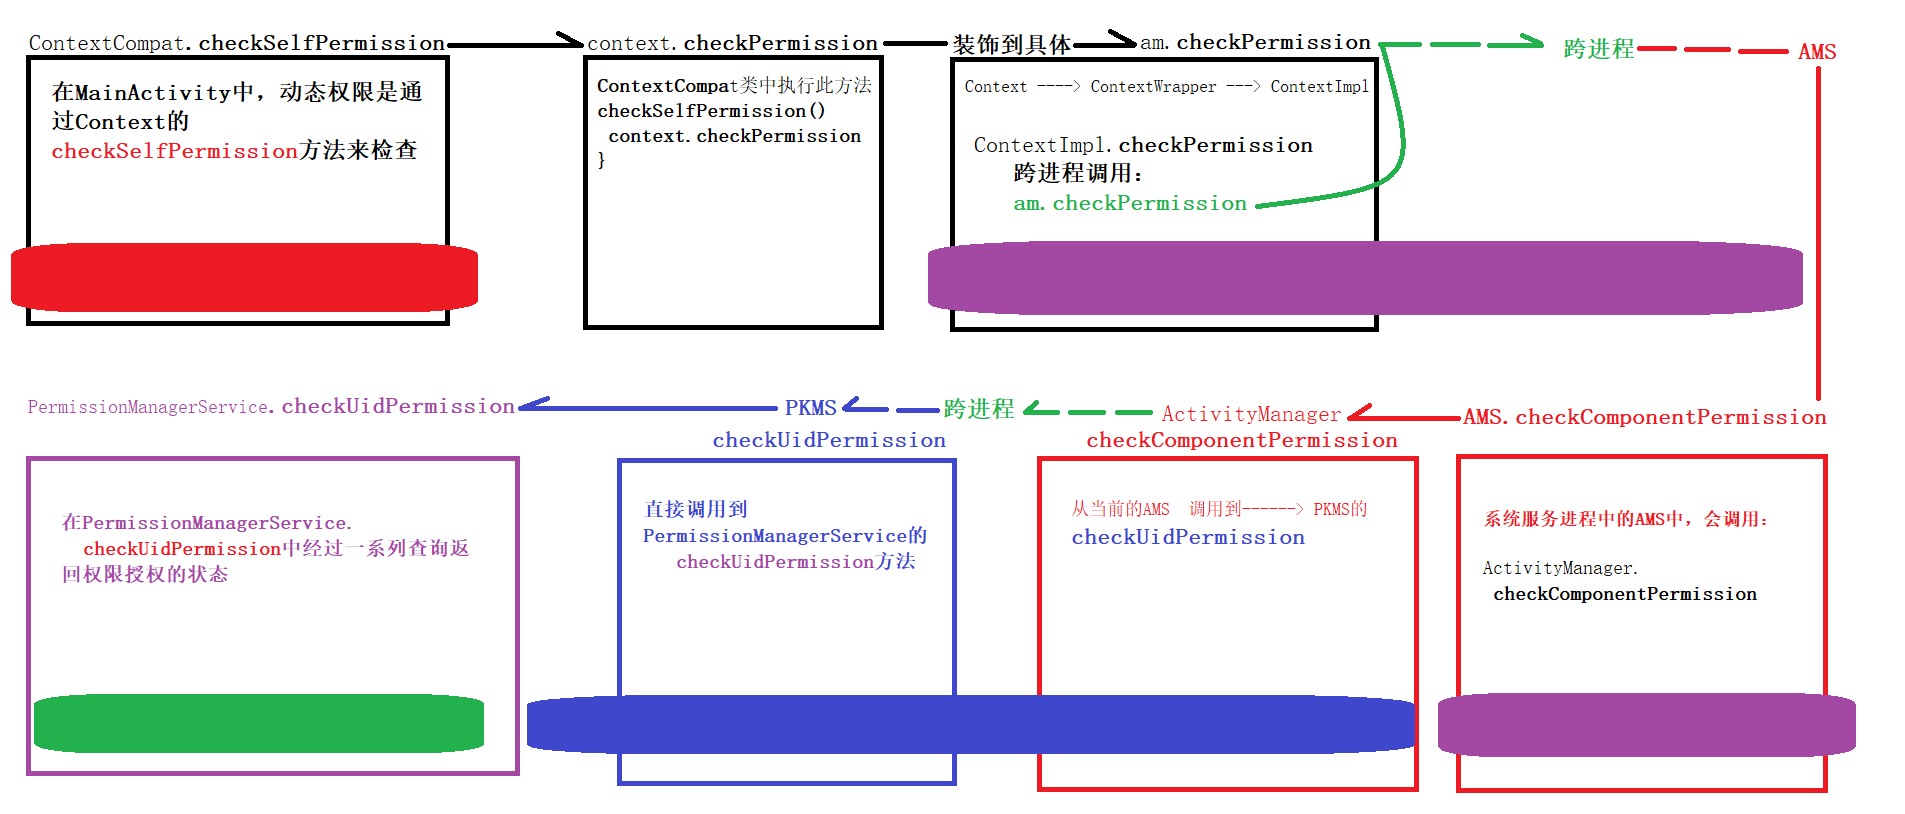 ContextCompat.checkSelfPermission
context.checkPermission
装饰到具体
am.checkPermission
跨进程
AMS
在MainActivity中，动态权限是通
过Context的
checkSelfPermission方法来检查
ContextCompat类中执行此方法
checkSelfPermission()
context.checkPermission
}
Context ----> ContextWrapper ---> ContextImpl
ContextImpl.checkPermission
跨进程调用：
am.checkPermission
PermissionManagerService.checkUidPermission
PKMS
checkUidPermission
跨进程
ActivityManager
checkComponentPermission
AMS.checkComponentPermission
在PermissionManagerService.
checkUidPermission中经过一系列查询返
回权限授权的状态
直接调用到
PermissionManagerService的
checkUidPermission方法
从当前的AMS 调用到------> PKMS的
checkUidPermission
系统服务进程中的AMS中，会调用：
ActivityManager.
checkComponentPermission